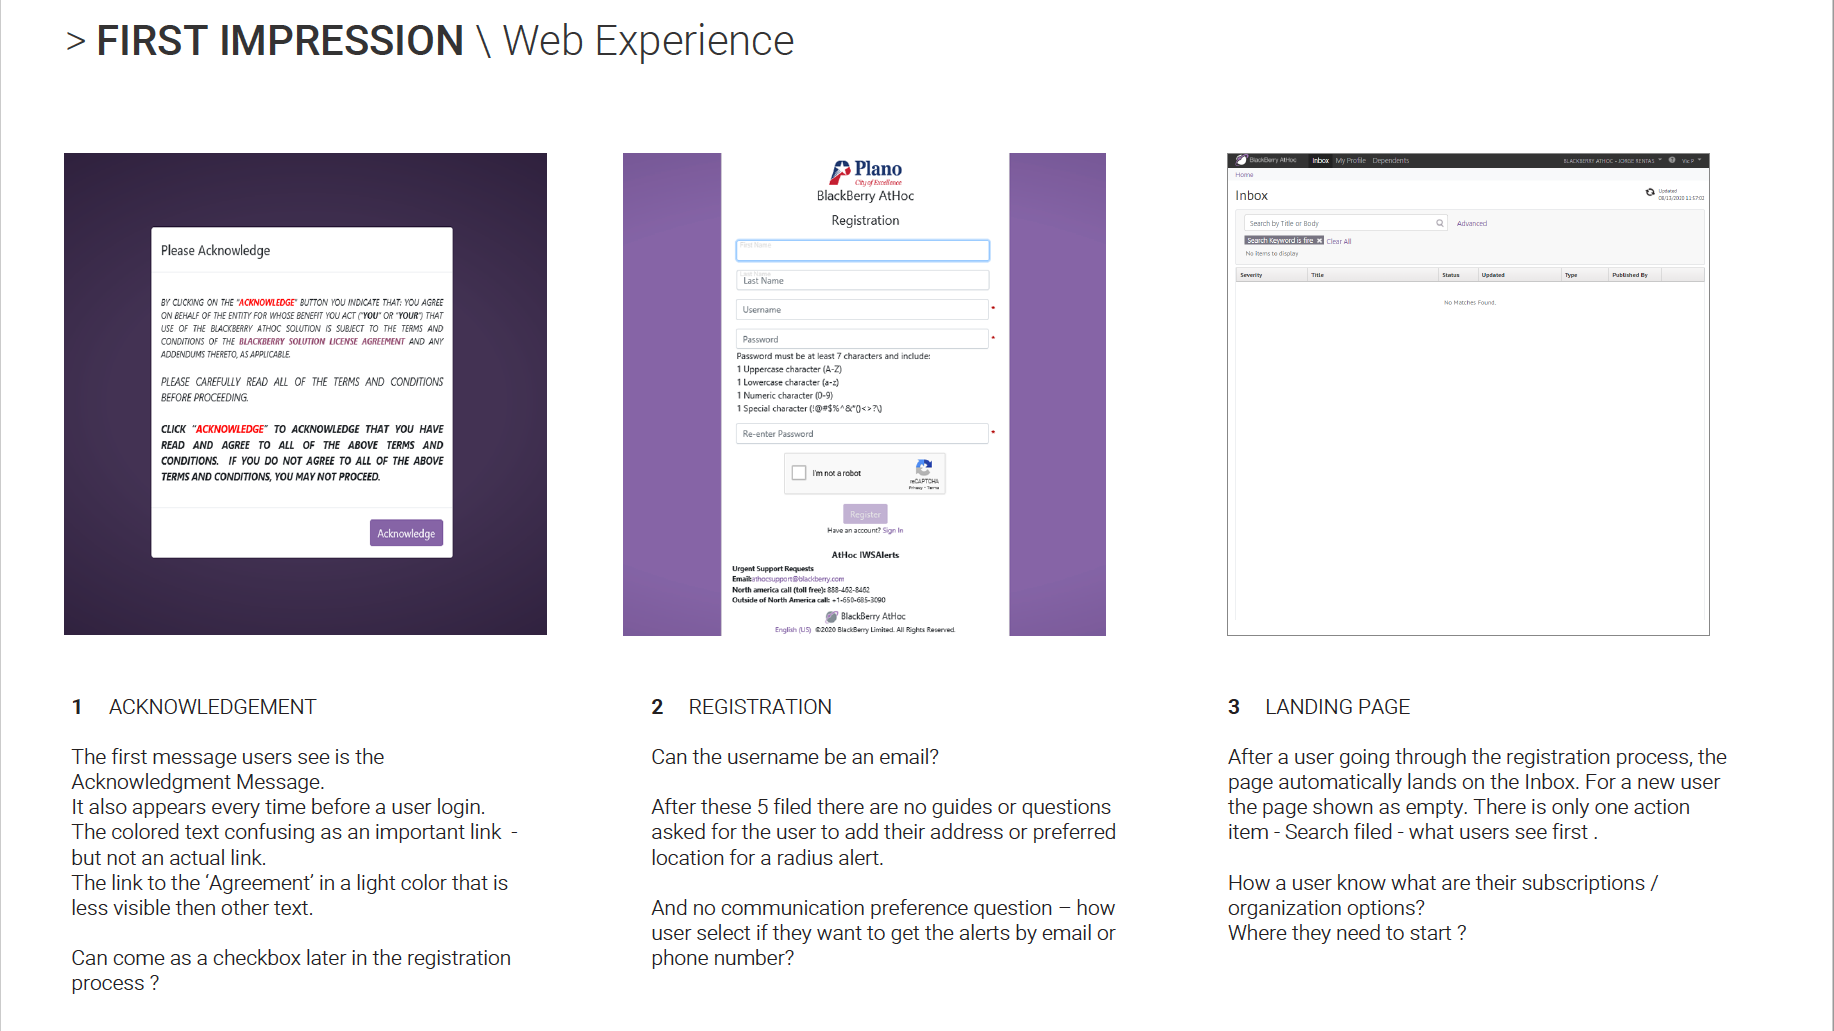 > FIRST IMPRESSION \ Web Experience
Please Acknowledge
BY CLICKING ON THE "ACKNOWLEDGE" BUTTON YOU INDICATE THAT: YOU AGREE
ON BEHALF OF THE ENTITY FOR WHOSE BENEFIT YOU ACT ("YOU" OR "YOUR") THAT
USE OF THE BLACKBERRY ATHOC SOLUTION IS SUBJECT TO THE TERMS AND
CONDITIONS OF THE BLACKBERRY SOLUTION LICENSE AGREEMENT AND ANY
ADDENDUMS THERETO, AS APPLICABLE.
PLEASE CAREFULLY READ ALL OF THE TERMS AND CONDITIONS
BEFORE PROCEEDING.
CLICK "ACKNOWLEDGE" TO ACKNOWLEDGE THAT YOU HAVE
READ AND AGREE TO ALL OF THE ABOVE TERMS AND
CONDITIONS. IF YOU DO NOT AGREE TO ALL OF THE ABOVE
TERMS AND CONDITIONS, YOU MAY NOT PROCEED.
Acknowledge
Plano
City of Excellence
BlackBerry AtHoc
Registration
First Name
Last Name
Last Name
Username *
Password *
Password must be at least 7 characters and include:
1 Uppercase character (A-Z)
1 Lowercase character (a-z)
1 Numeric character (0-9)
1 Special character (!@#$%^&*()<>?\)
Re-enter Password *
I'm not a robot
reCAPTCHA
Privacy - Terms
Register
Have an account? Sign In
AtHoc IWSAlerts
Urgent Support Requests
Email:athocsupport@blackberry.com
North america call (toll free): 888-462-8462
Outside of North America call: +1-650-685-3090
BlackBerry AtHoc
English (US) ©2020 BlackBerry Limited. All Rights Reserved.
BlackBerry AtHoc Inbox My Profile Dependents BLACKBERRY ATHOC - JORGE RENTAS Vic P
Home
Inbox
Updated
08/13/2020 11:57:03
Search by Title or Body Advanced
Search Keyword is fire x Clear All
No items to display
Severity Title Status Updated Type Published By
No Matches Found.
1 ACKNOWLEDGEMENT
The first message users see is the
Acknowledgment Message.
It also appears every time before a user login.
The colored text confusing as an important link -
but not an actual link.
The link to the ‘Agreement’ in a light color that is
less visible then other text.
Can come as a checkbox later in the registration
process ?
2 REGISTRATION
Can the username be an email?
After these 5 filed there are no guides or questions
asked for the user to add their address or preferred
location for a radius alert.
And no communication preference question – how
user select if they want to get the alerts by email or
phone number?
3 LANDING PAGE
After a user going through the registration process, the
page automatically lands on the Inbox. For a new user
the page shown as empty. There is only one action
item - Search filed - what users see first .
How a user know what are their subscriptions /
organization options?
Where they need to start ?